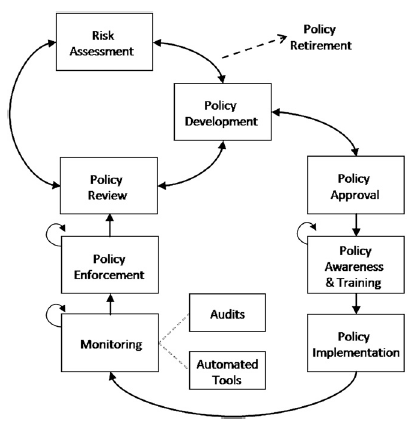 Risk
Assessment
Policy
Retirement
Policy
Development
Policy
Review
Policy
Approval
Policy
Enforcement
Policy
Awareness
& Training
Monitoring
Audits
Automated
Tools
Policy
Implementation